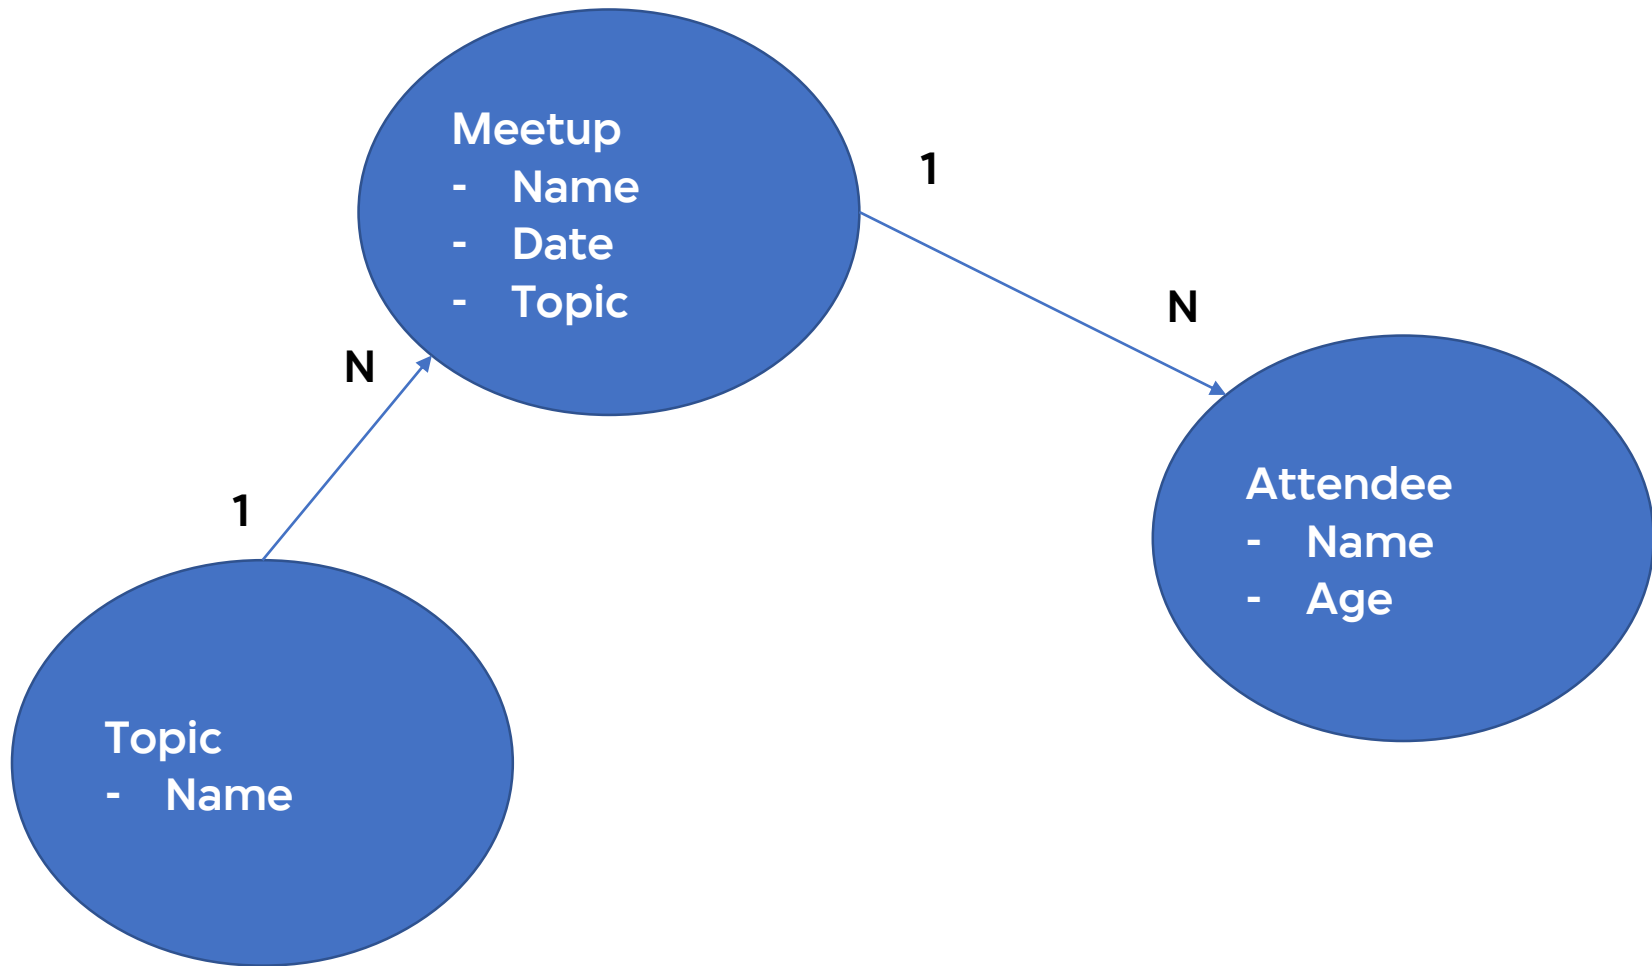 Meetup
- Name
- Date
- Topic
1
N
N
1
Attendee
- Name
- Age
Topic
- Name